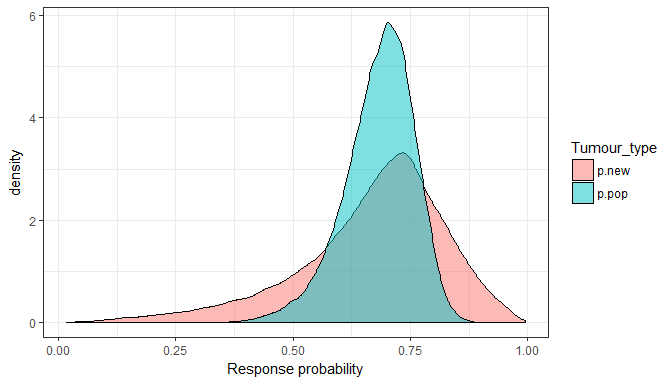 6
4
2
0
density
0.00 0.25 0.50 0.75 1.00
Response probability
Tumour_type
p.new
p.pop